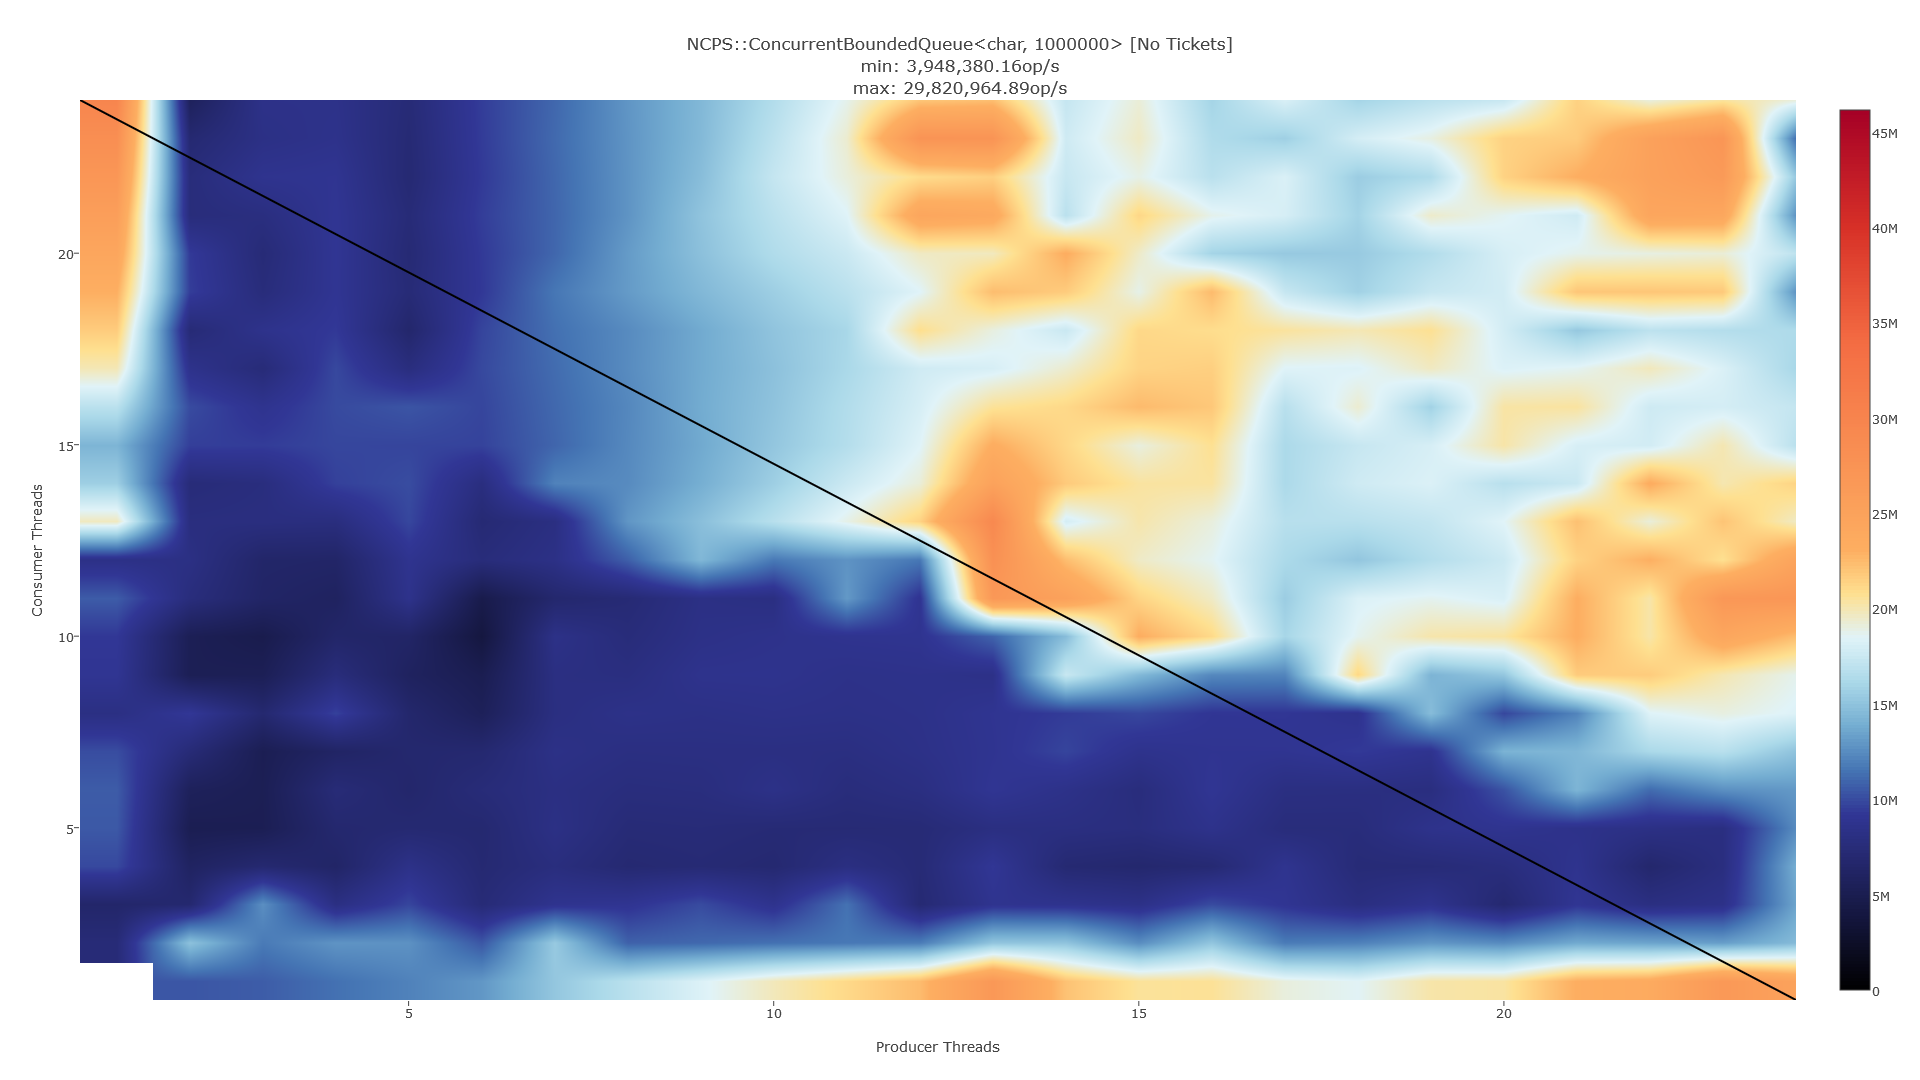 NCPS::ConcurrentBoundedQueue<char, 1000000> [No Tickets]
min: 3,948,380.16op/s
max: 29,820,964.89op/s
Consumer Threads
20
15
10
5
5
10
15
20
Producer Threads
45M
40M
35M
30M
25M
20M
15M
10M
5M
0